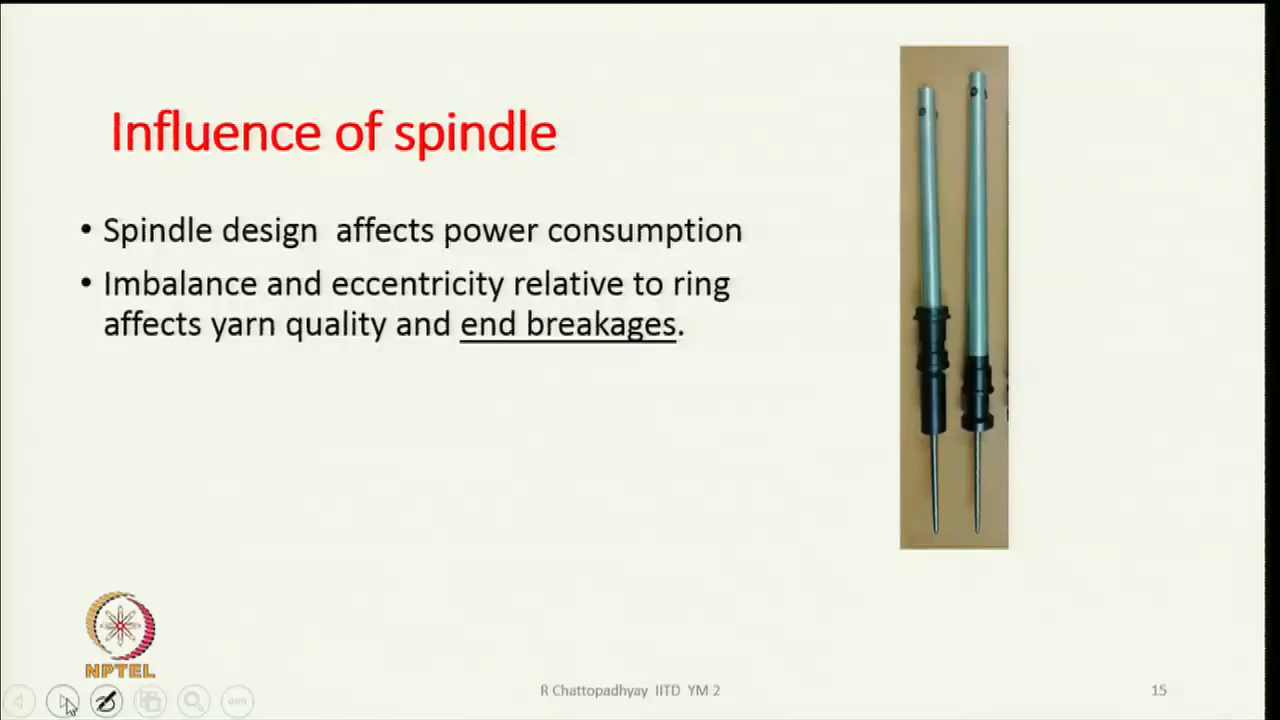 Influence of spindle
• Spindle design affects power consumption
• Imbalance and eccentricity relative to ring
affects yarn quality and end breakages.
NPTEL
R Chattopadhyay IITD YM 2
15